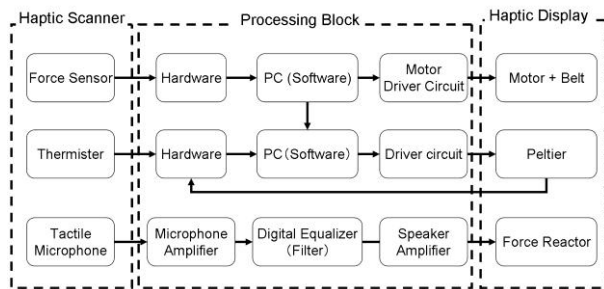 Haptic Scanner
Processing Block
Haptic Display
Force Sensor
Hardware
PC (Software)
Motor
Driver Circuit
Motor + Belt
Thermister
Hardware
PC(Software)
Driver circuit
Peltier
Tactile
Microphone
Microphone
Amplifier
Digital Equalizer
(Filter)
Speaker
Amplifier
Force Reactor